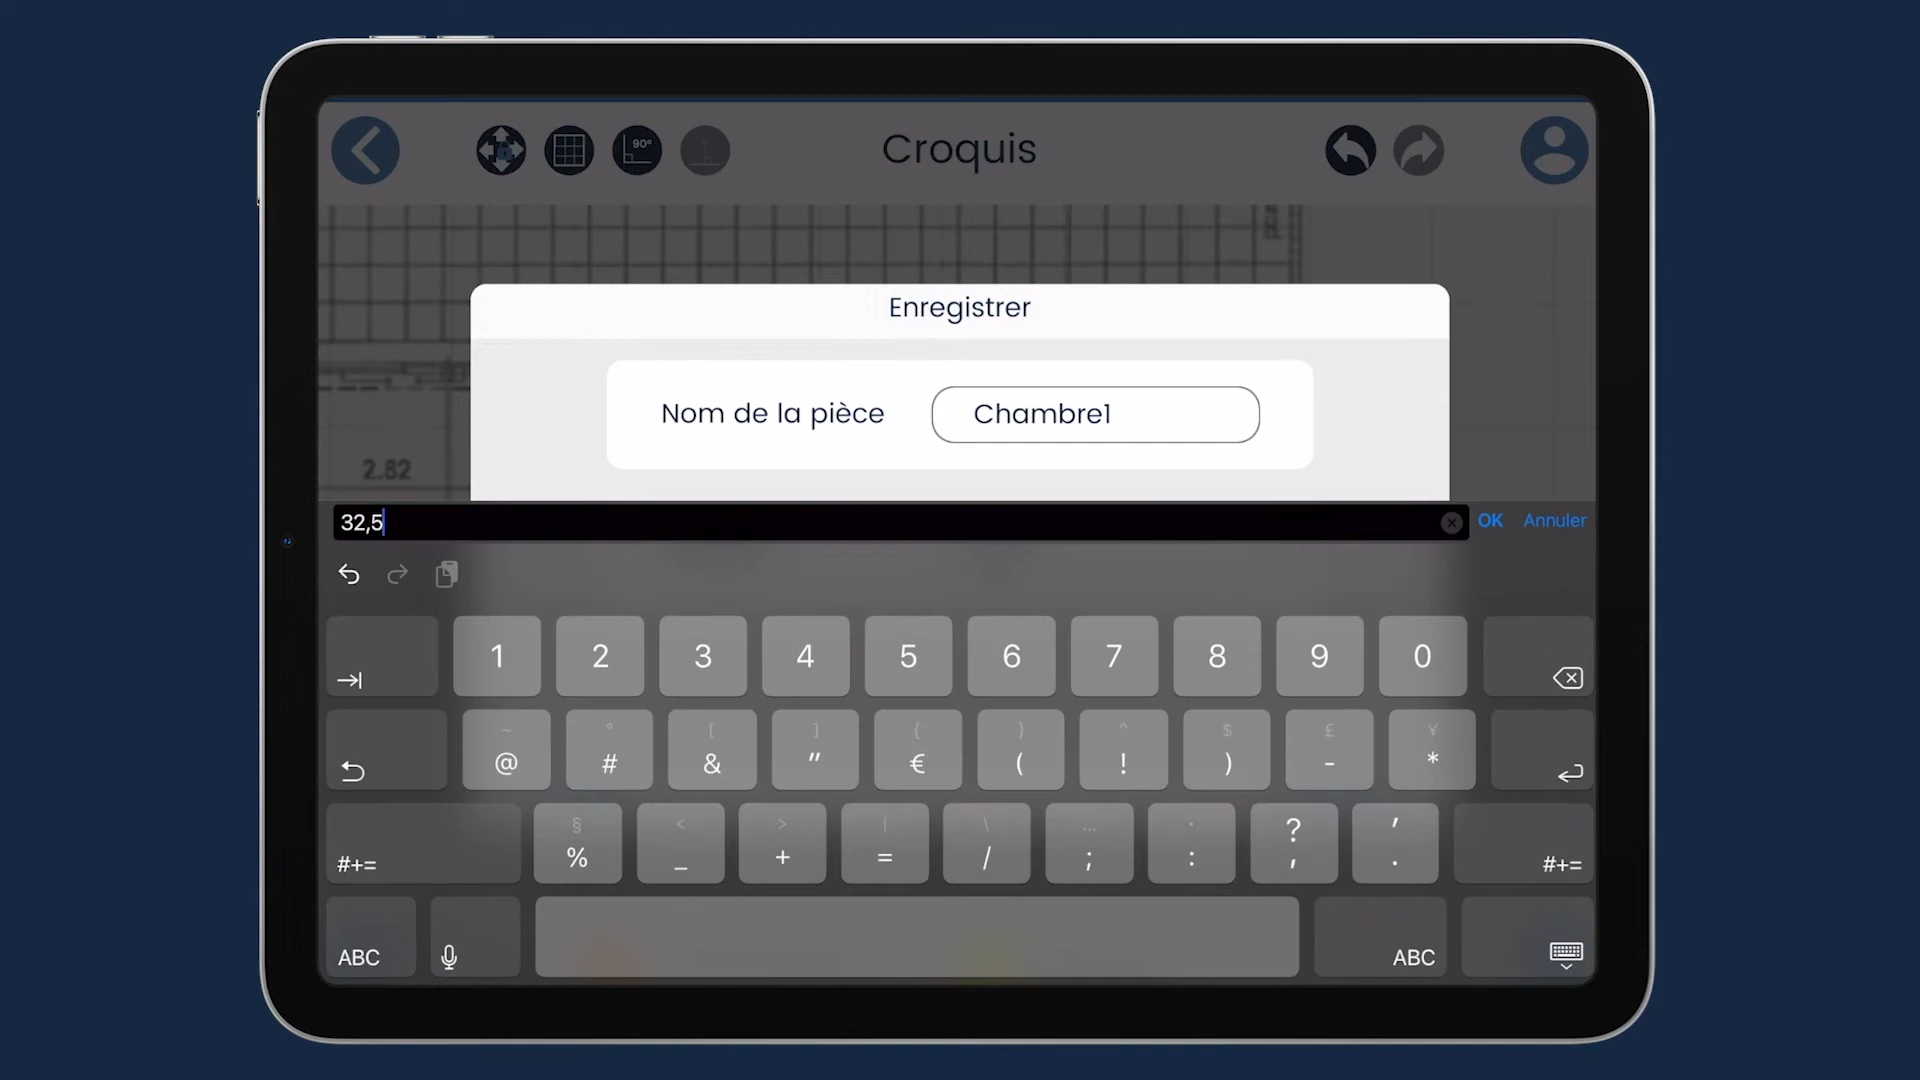 90°
Croquis
Enregistrer
Nom de la pièce
Chambre1
2.82
32,5
OK
Annuler
1 2 3 4 5 6 7 8 9 0
~ ° [ ] { } ^ $ £ ¥
@ # & " € ( ! ) - *
§ < > | \ … · ? '
% _ + = / ; : , .
#+=
#+=
ABC
ABC